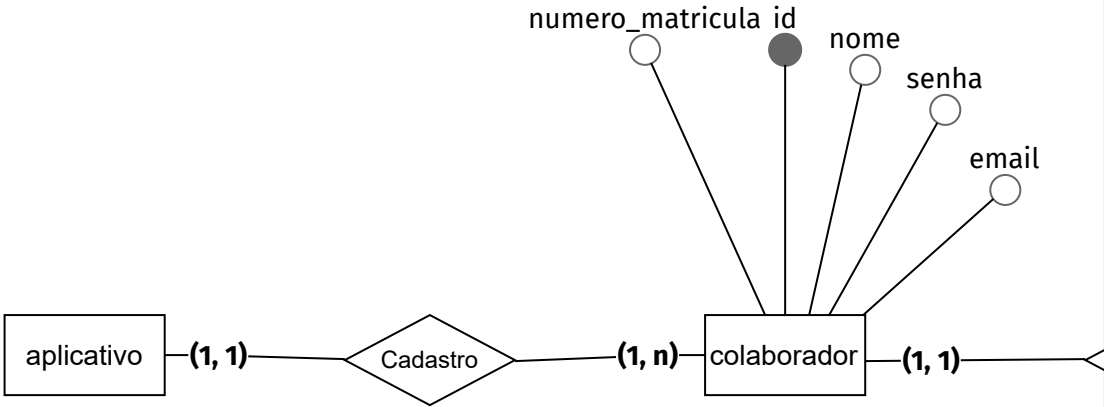 numero_matricula id
nome
senha
email
aplicativo (1, 1) Cadastro (1, n) colaborador (1, 1)